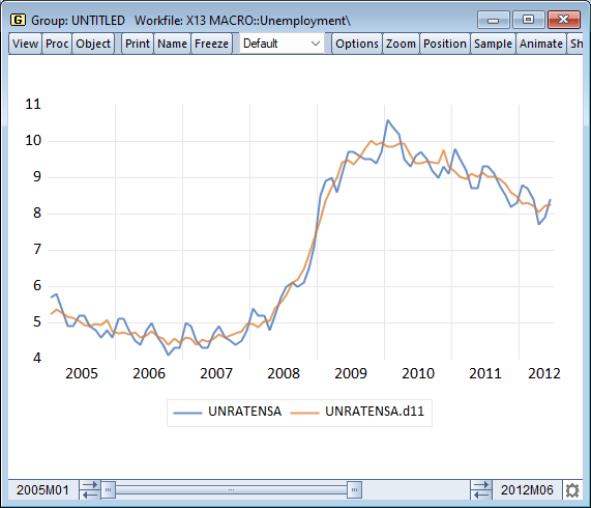 G Group: UNTITLED Workfile: X13 MACRO::Unemployment\
View Proc Object Print Name Freeze Default Options Zoom Position Sample Animate Sh
11
10
9
8
7
6
5
4
2005 2006 2007 2008 2009 2010 2011 2012
UNRATENSA UNRATENSA.d11
2005M01 2012M06